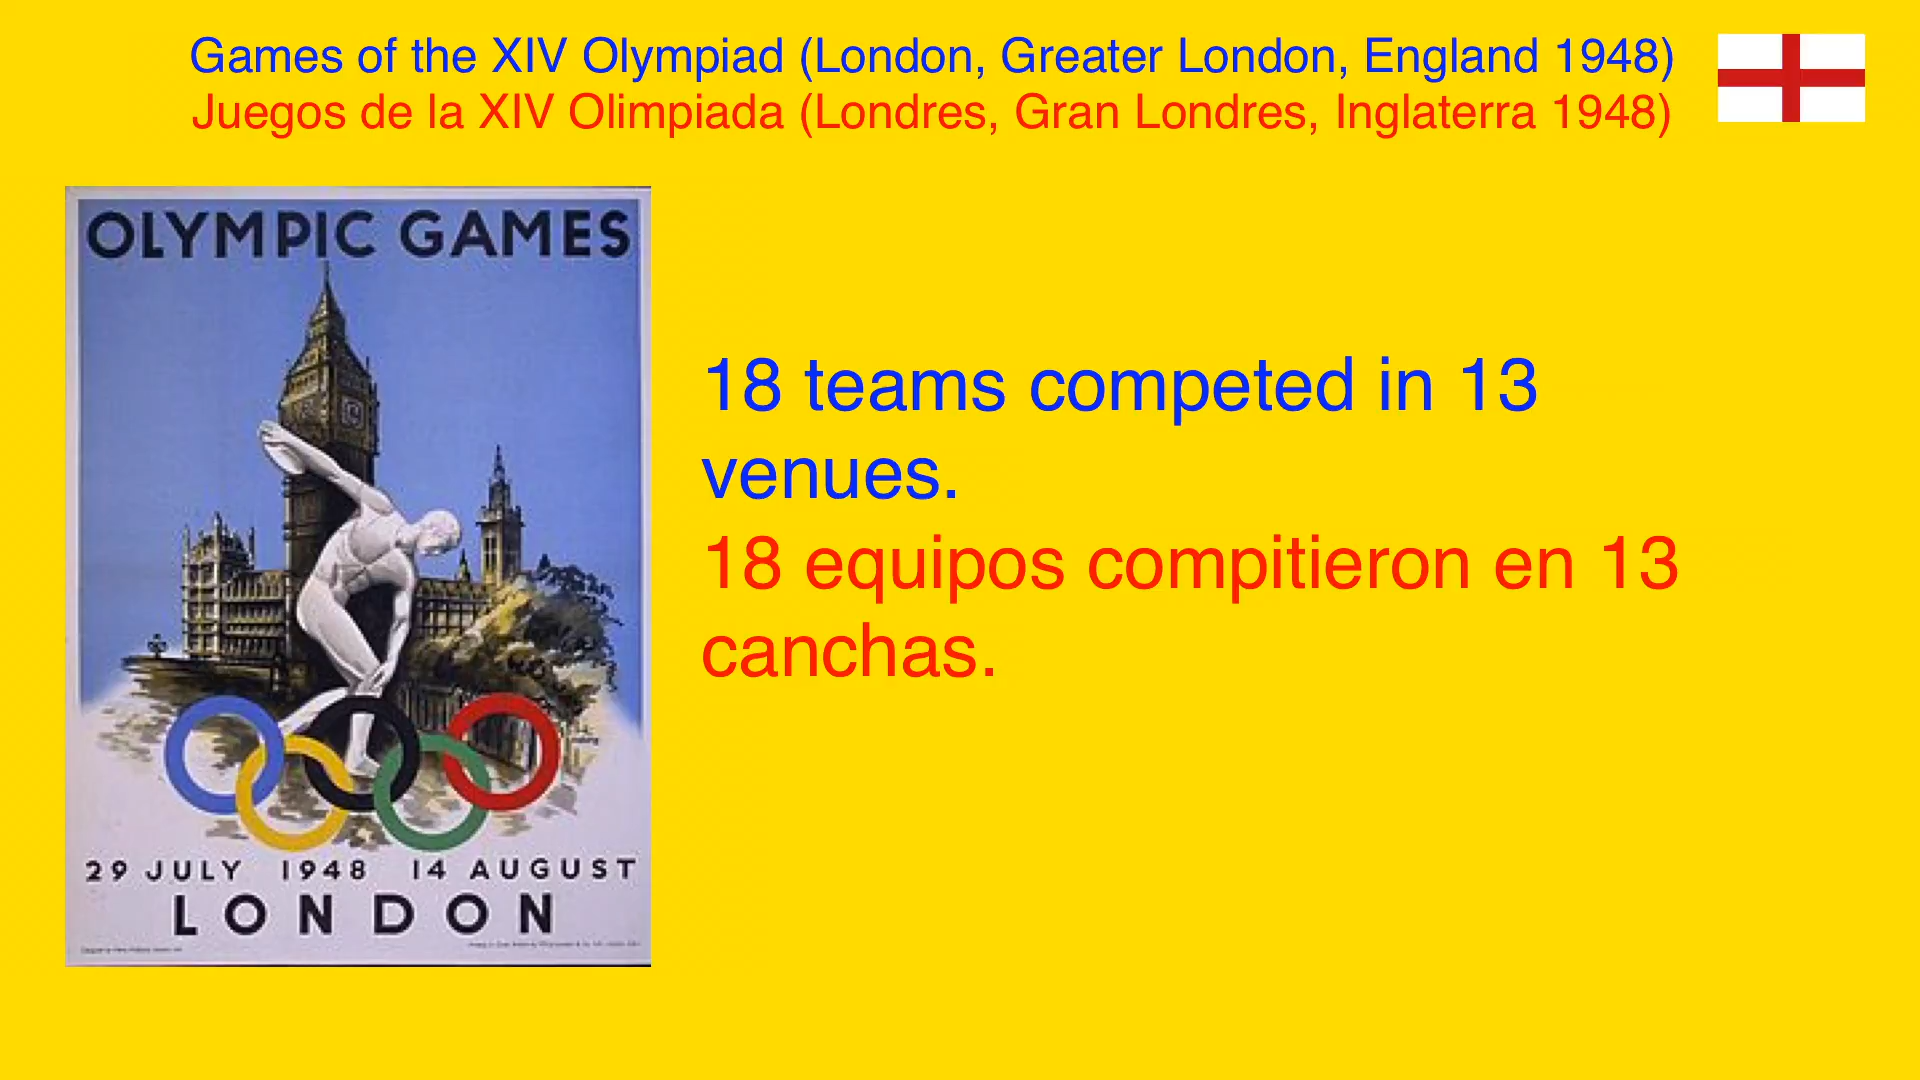 Games of the XIV Olympiad (London, Greater London, England 1948)
Juegos de la XIV Olimpiada (Londres, Gran Londres, Inglaterra 1948)
OLYMPIC GAMES
29 JULY 1948 14 AUGUST
LONDON
18 teams competed in 13
venues.
18 equipos compitieron en 13
canchas.